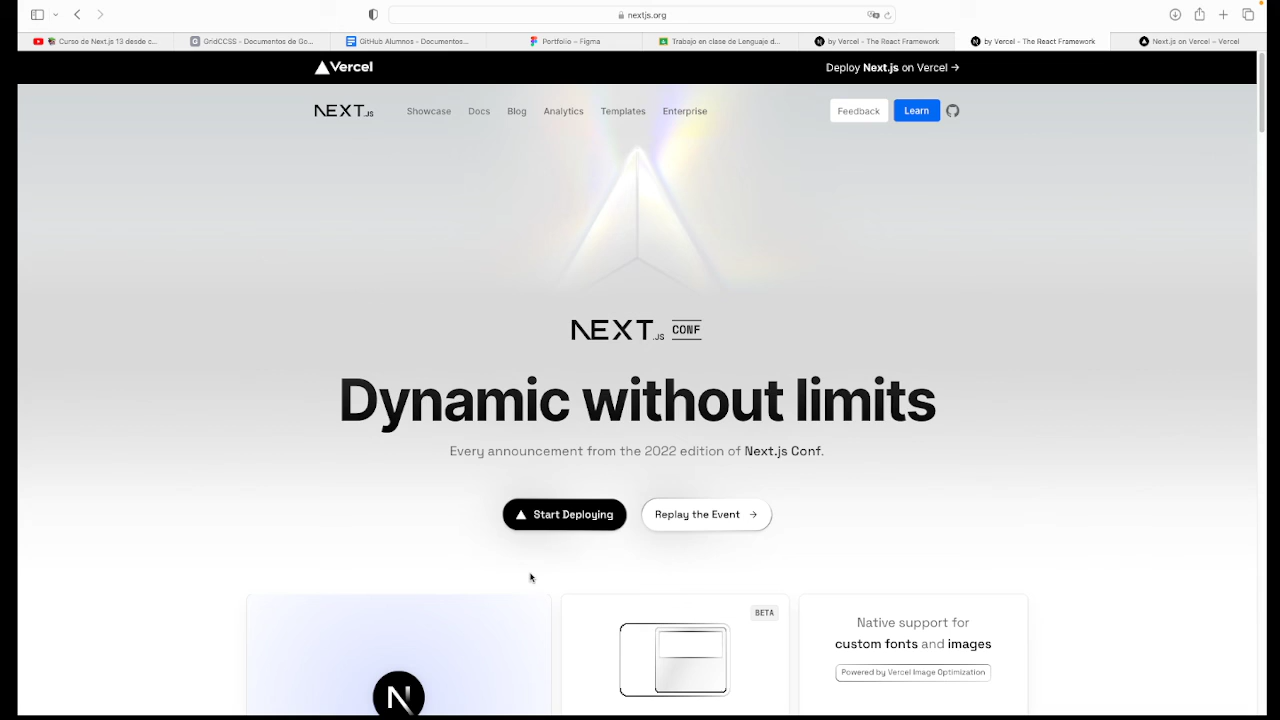 nextjs.org
Curso de Next.js 13 desde c...
GridCCSS - Documentos de Go...
GitHub Alumnos - Documentos...
Portfolio – Figma
Trabajo en clase de Lenguaje d...
by Vercel - The React Framework
by Vercel - The React Framework
Next.js on Vercel – Vercel
Vercel
Deploy Next.js on Vercel →
NEXT.JS
Showcase
Docs
Blog
Analytics
Templates
Enterprise
Feedback
Learn
NEXT.JS CONF
Dynamic without limits
Every announcement from the 2022 edition of Next.js Conf.
Start Deploying
Replay the Event →
N
BETA
Native support for
custom fonts and images
Powered by Vercel Image Optimization